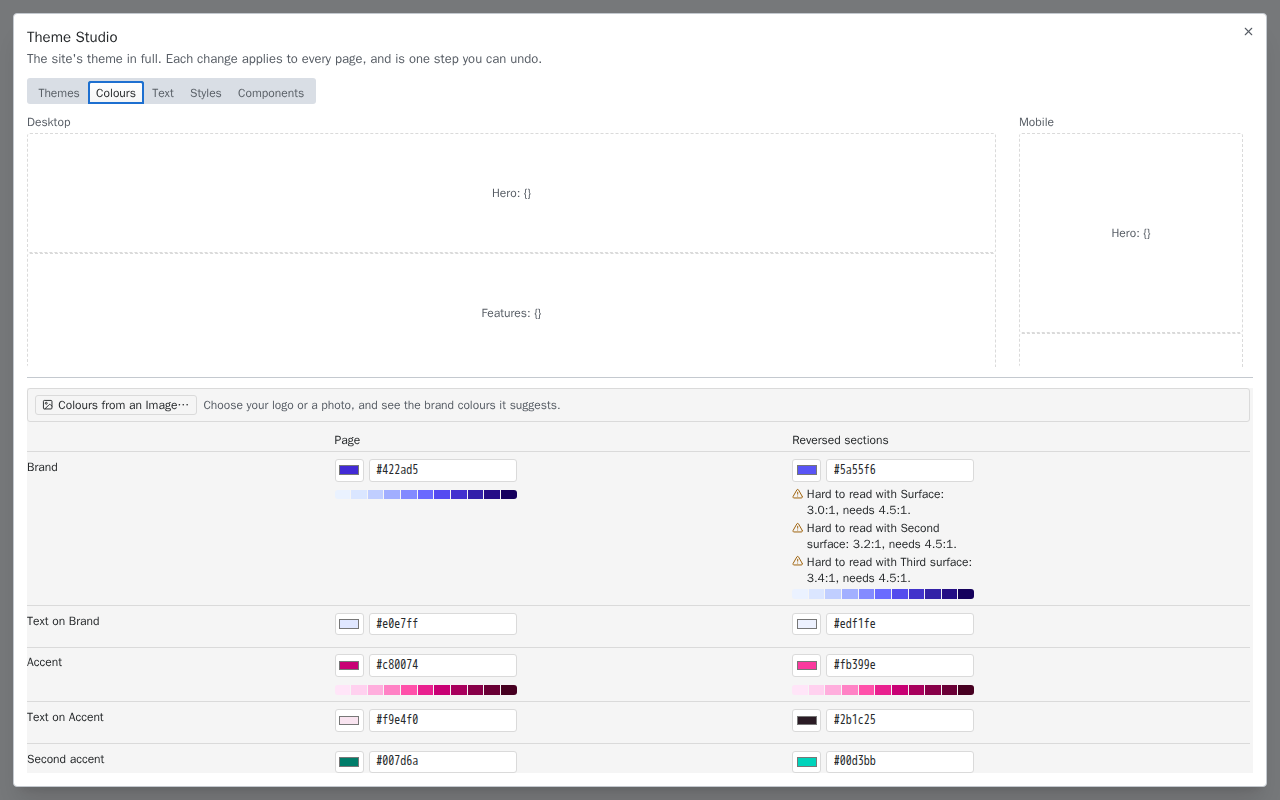 Theme Studio
The site's theme in full. Each change applies to every page, and is one step you can undo.
Themes Colours Text Styles Components
Desktop Mobile
Hero: {}
Hero: {}
Features: {}
Colours from an Image··· Choose your logo or a photo, and see the brand colours it suggests.
Page Reversed sections
Brand #422ad5 #5a55f6
Hard to read with Surface:
3.0:1, needs 4.5:1.
Hard to read with Second
surface: 3.2:1, needs 4.5:1.
Hard to read with Third surface:
3.4:1, needs 4.5:1.
Text on Brand #e0e7ff #edf1fe
Accent #c80074 #fb399e
Text on Accent #f9e4f0 #2b1c25
Second accent #007d6a #00d3bb